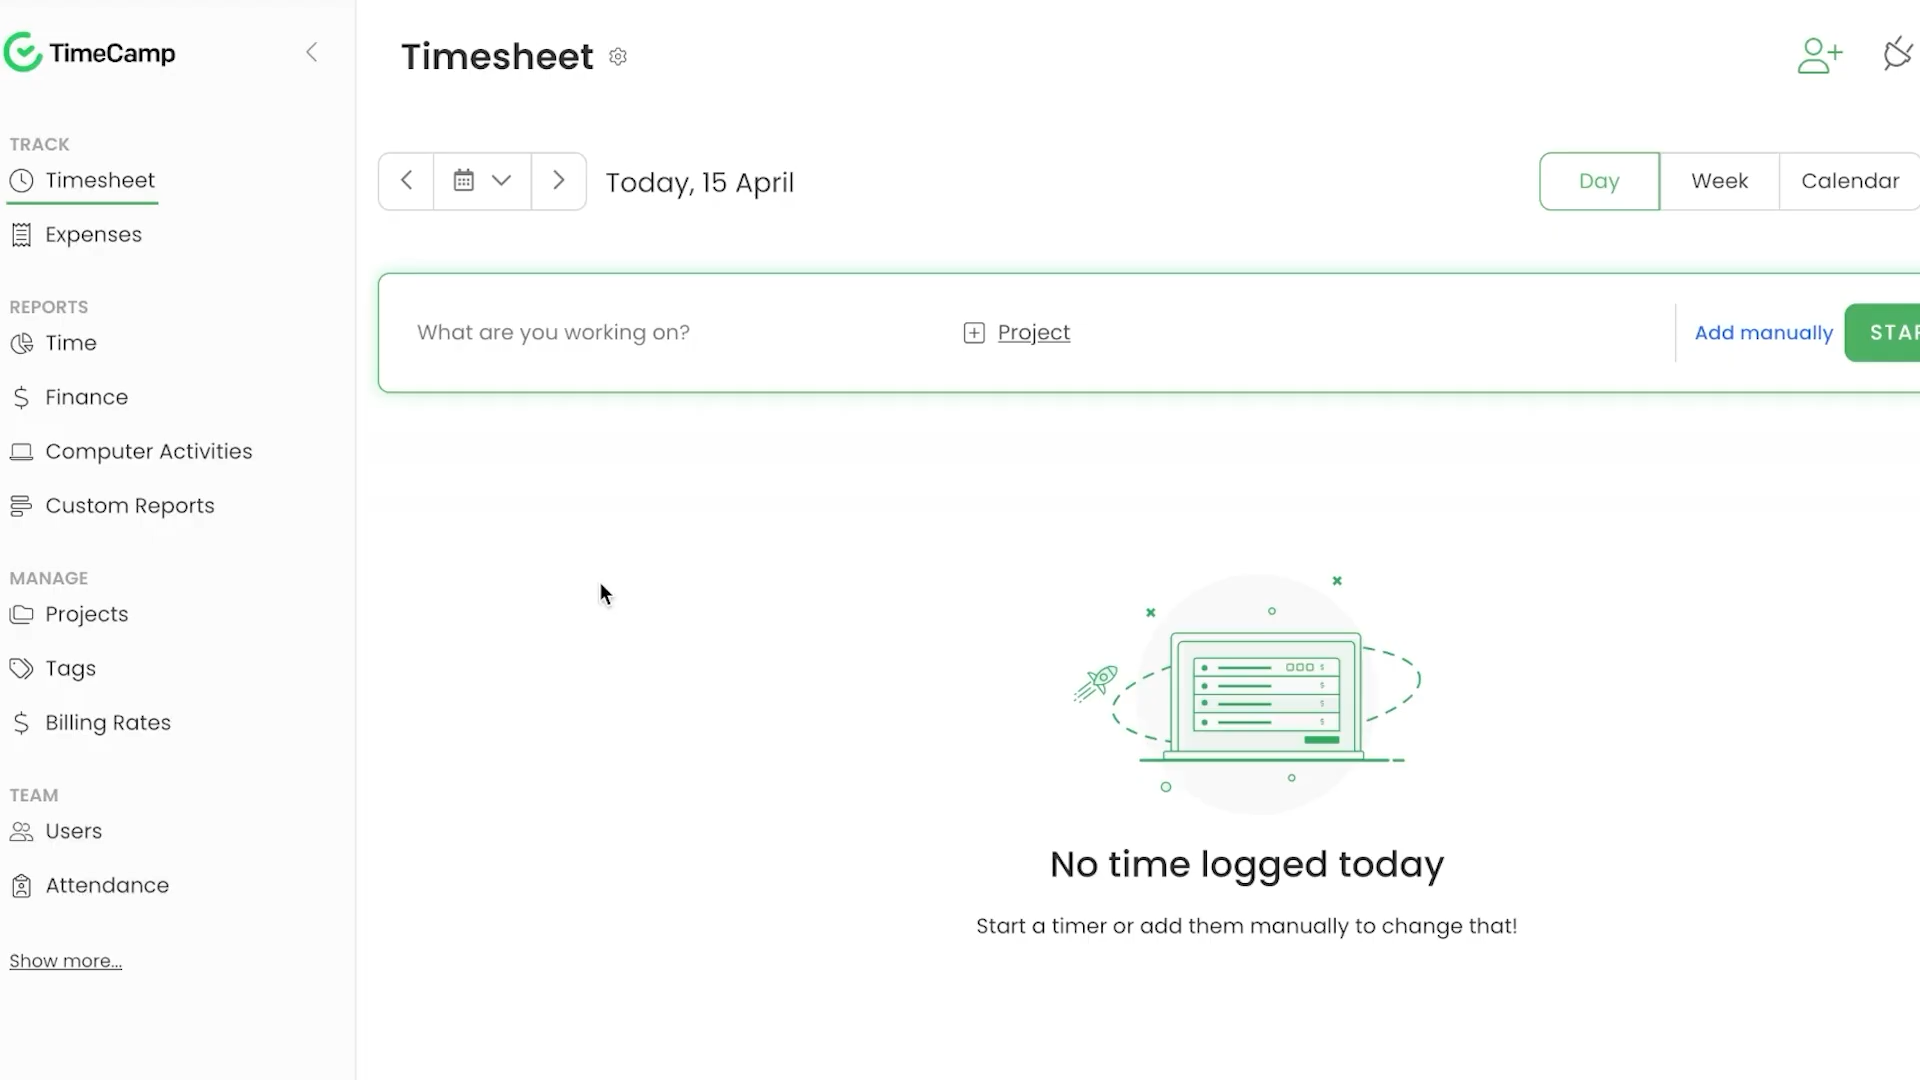 TimeCamp
TRACK
Timesheet
Expenses
REPORTS
Time
Finance
Computer Activities
Custom Reports
MANAGE
Projects
Tags
Billing Rates
TEAM
Users
Attendance
Show more...
Timesheet
Today, 15 April
Day Week Calendar
What are you working on? Project Add manually STAR
No time logged today
Start a timer or add them manually to change that!